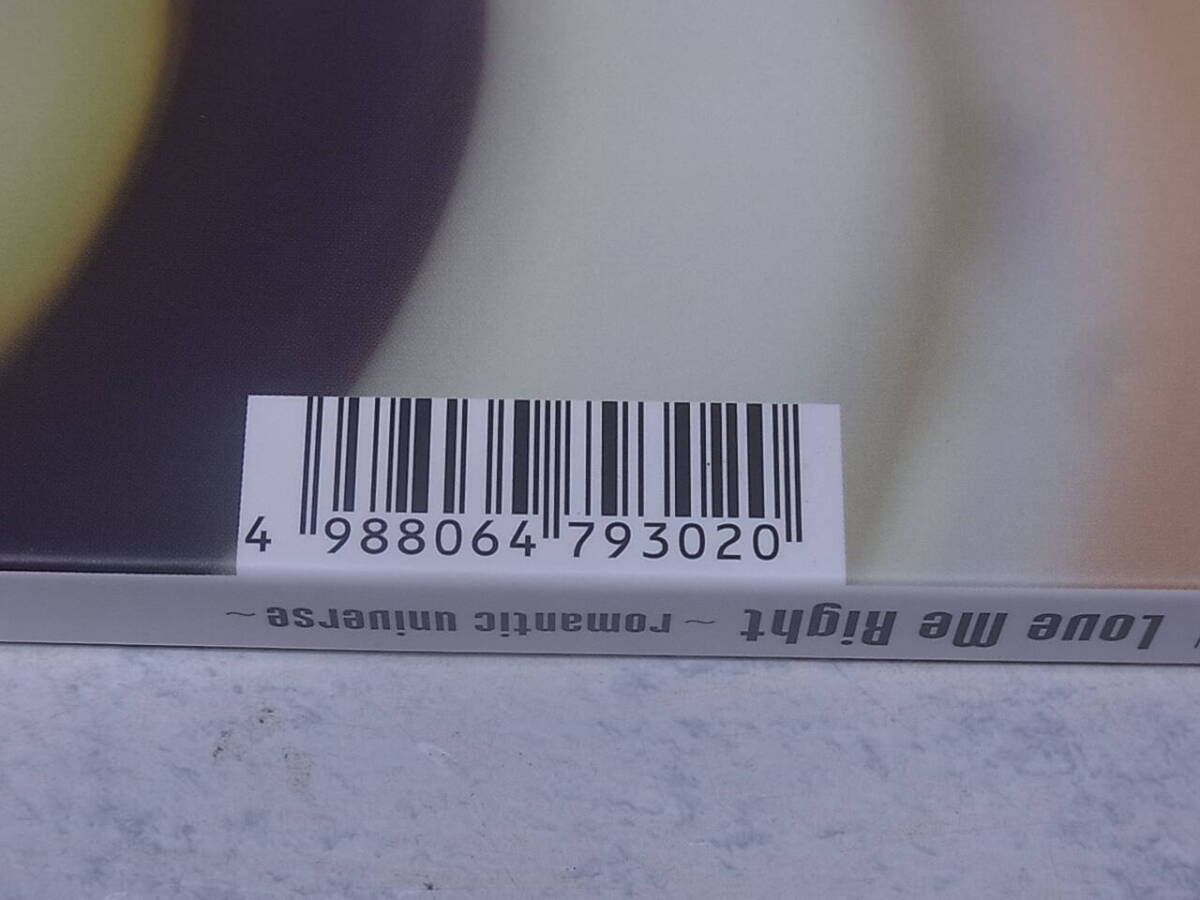 4 988064 793020
Love Me Right ~ romantic universe ~